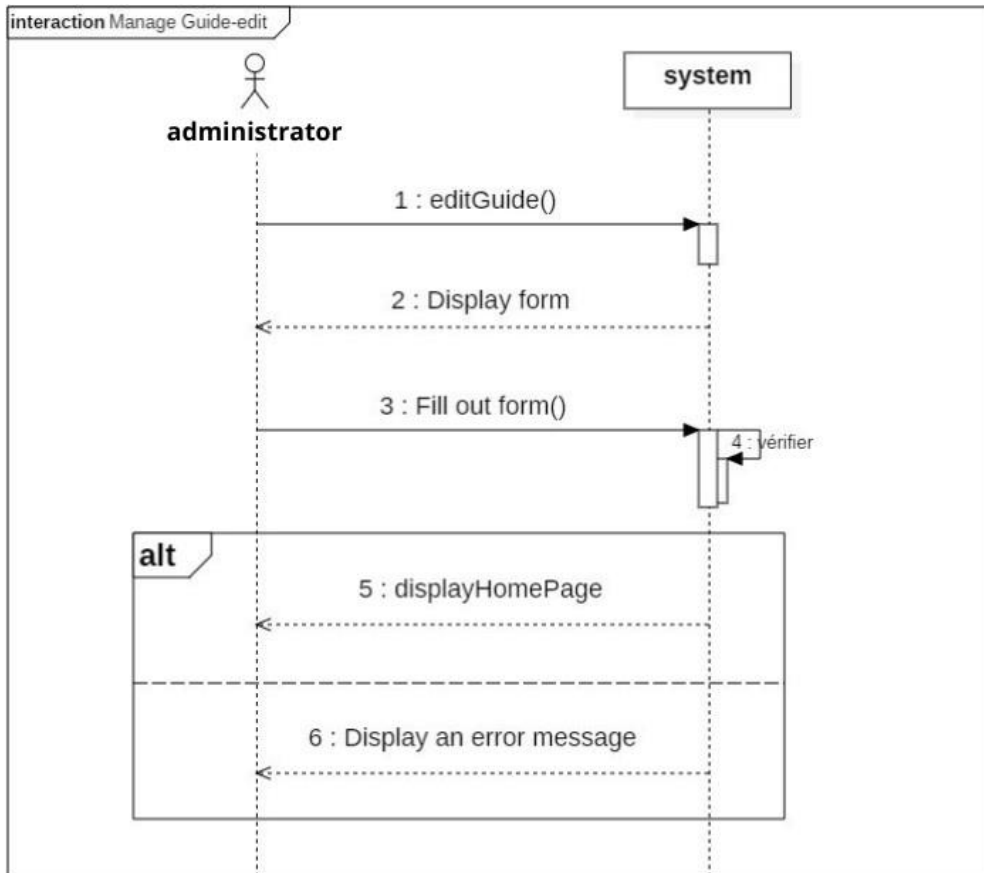 interaction Manage Guide-edit
system
administrator
1 : editGuide()
2 : Display form
3 : Fill out form()
4 : vérifier
alt
5 : displayHomePage
6 : Display an error message